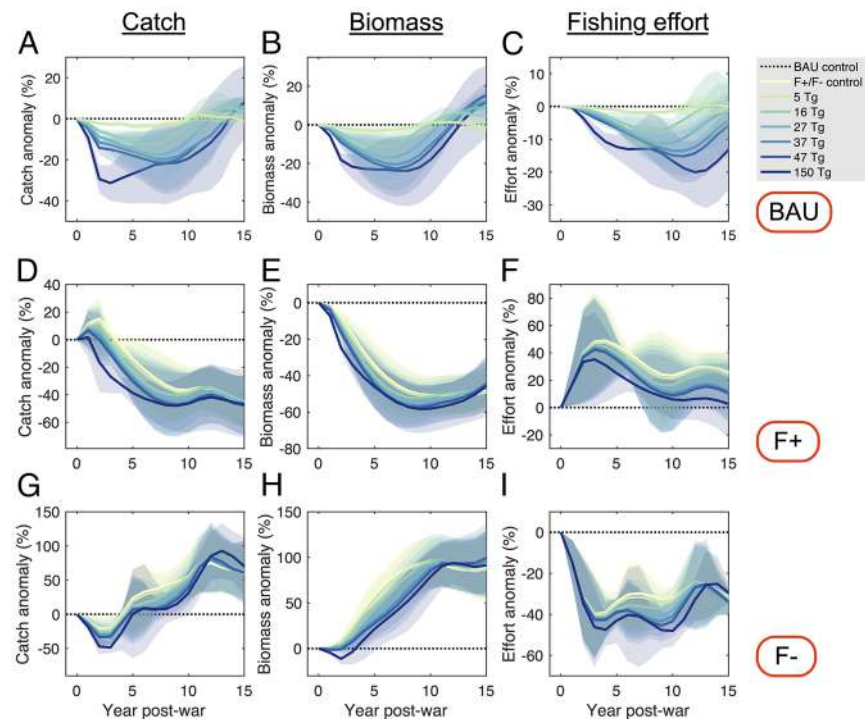 Catch
Biomass
Fishing effort
A
B
C
Catch anomaly (%)
20
0
-20
-40
0
5
10
15
Biomass anomaly (%)
20
0
-20
-40
0
5
10
15
Effort anomaly (%)
10
0
-10
-20
-30
0
5
10
15
BAU control
F+/F- control
5 Tg
16 Tg
27 Tg
37 Tg
47 Tg
150 Tg
BAU
D
E
F
Catch anomaly (%)
40
20
0
-20
-40
-60
0
5
10
15
Biomass anomaly (%)
0
-20
-40
-60
-80
0
5
10
15
Effort anomaly (%)
80
60
40
20
0
-20
0
5
10
15
F+
G
H
I
Catch anomaly (%)
150
100
50
0
-50
0
5
10
15
Year post-war
Biomass anomaly (%)
150
100
50
0
0
5
10
15
Year post-war
Effort anomaly (%)
0
-20
-40
-60
0
5
10
15
Year post-war
F-